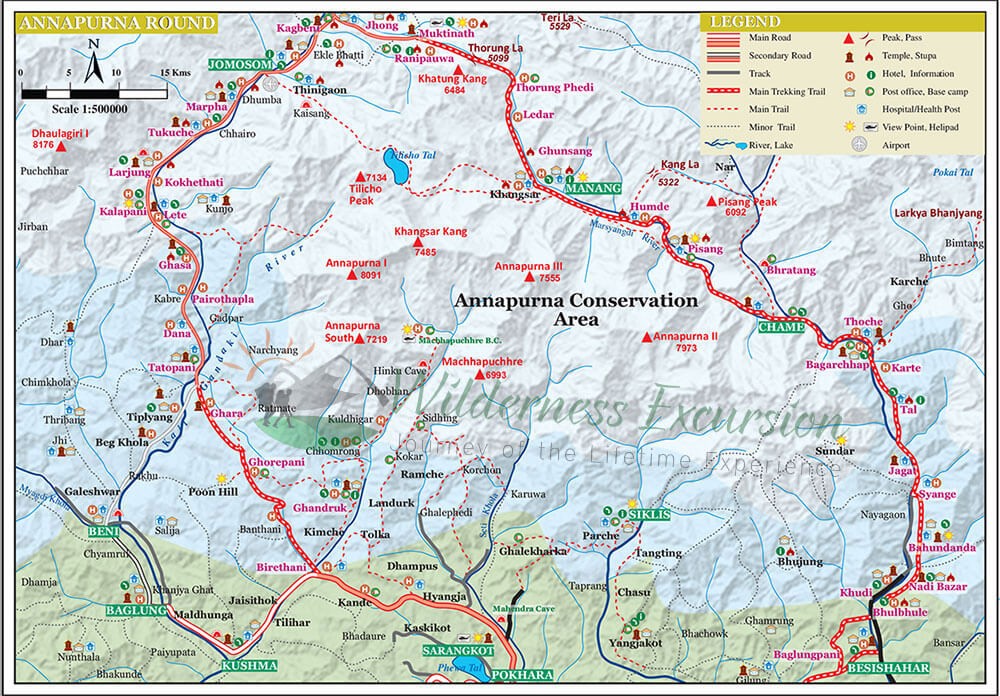 ANNAPURNA ROUND
N
0 5 10 15 Kms
Scale 1:500000
LEGEND
Main Road
Secondary Road
Track
Main Trekking Trail
Main Trail
Minor Trail
River, Lake
Peak, Pass
Temple, Stupa
Hotel, Information
Post office, Base camp
Hospital/Health Post
View Point, Helipad
Airport
Kagbeni
Jhong
Muktinath
Teri La
5529
Ekle Bhatti
Ranipauwa
Thorung La
5099
JOMOSOM
Khatung Kang
6484
Thorung Phedi
Thinigaon
Dhumba
Marpha
Kaisang
Ledar
Dhaulagiri I
8176
Tukuche
Chhairo
Puchchhar
Ghunsang
Tilisho Tal
Larjung
Kokhethati
7134
Tilicho
Peak
Khangsar
MANANG
Kang La
5322
Nar
Pokai Tal
Kalapani
Lete
Kunjo
Humde
Pisang Peak
6092
Larkya Bhanjyang
Jirban
Khangsar Kang
7485
Marsyangdi River
Pisang
Bimtang
Bhute
River
Ghasa
Annapurna I
8091
Annapurna III
7555
Bhratang
Karche
Kabre
Pairothapla
Annapurna Conservation
Area
Gho
Gadpar
CHAME
Thoche
Dhar
Dana
Annapurna
South
7219
Machhapuchhre B.C.
Annapurna II
7973
Narchyang
Machhapuchhre
6993
Bagarchhap
Karte
Tatopani
Hinku Cave
Chimkhola
Dhobhan
Wilderness Excursion
Journey of the Lifetime Experience
Kali Gandaki
Ghara
Ratmate
Tal
Thribang
Tiplyang
Kuldhigar
Sidhing
Jhi
Beg Khola
Chhomrong
Kokar
Sundar
Ghorepani
Ramche
Korchon
Jagat
Rakhu
Poon Hill
Syange
Myagdi Khola
Galeshwar
Ghandruk
Landurk
Karuwa
Ghalephedi
Seti Khola
SIKLIS
Nayagaon
BENI
Salija
Banthanti
Kimche
Tolka
Parche
Ghalekharka
Bahundanda
Chyamruk
Tangting
Bhujung
Birethanti
Dhampus
Dhamja
Khaniya Ghat
Taprang
Chasu
Khudi
Nadi Bazar
BAGLUNG
Jaisithok
Kande
Hyangja
Mahendra Cave
Bhulbhule
Maldhunga
Tilihar
Ghamrung
Kaskikot
Bhadaure
Bhachowk
Bansar
Nunthala
Paiyupata
KUSHMA
SARANGKOT
Yangjakot
Baglungpani
Bhakunde
Phewa Tal
POKHARA
Gilung
BESISHAHAR